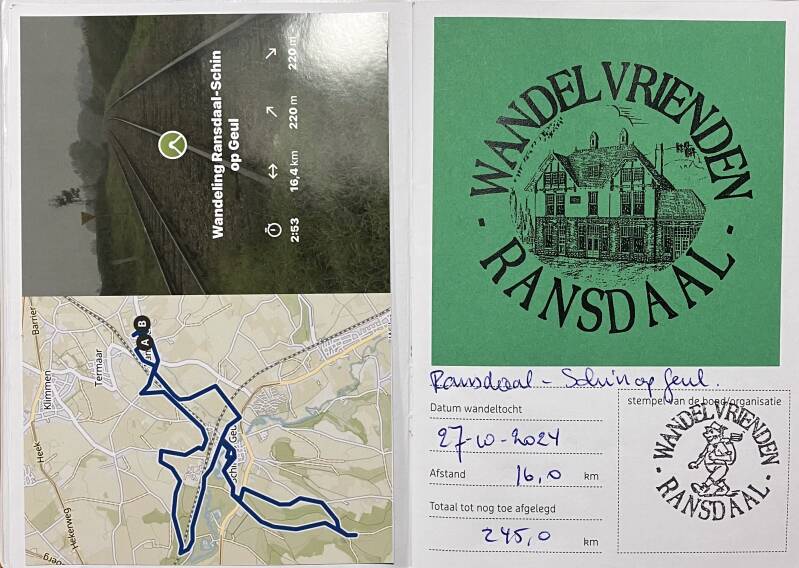 Wandeling Ransdaal-Schin
op Geul
2:53
16,4 km
220 m
220 m
Barrier
Klimmen
Termaar
Heek
Hekerweg
A
B
WANDELVRIENDEN
· RANSDAAL ·
Ransdaal - Schin op Geul.
Datum wandeltocht
27-10-2024
Afstand
16,0 km
Totaal tot nog toe afgelegd
245,0 km
stempel van de bond/organisatie
WANDELVRIENDEN
· RANSDAAL ·